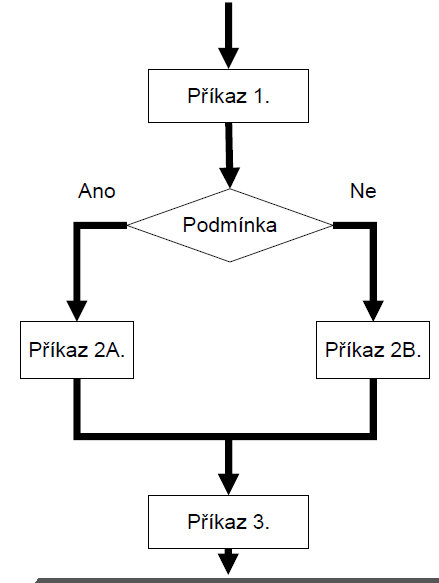 Příkaz 1.
Ano
Ne
Podmínka
Příkaz 2A.
Příkaz 2B.
Příkaz 3.